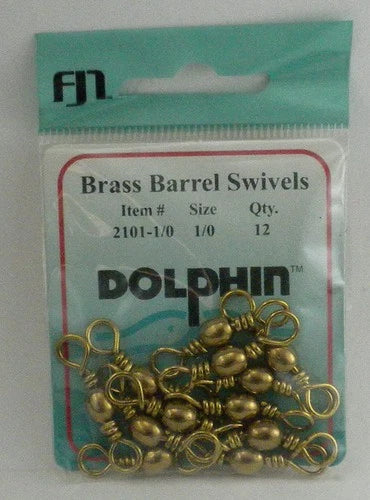 FJN
Brass Barrel Swivels
Item # Size Qty.
2101-1/0 1/0 12
DOLPHIN™